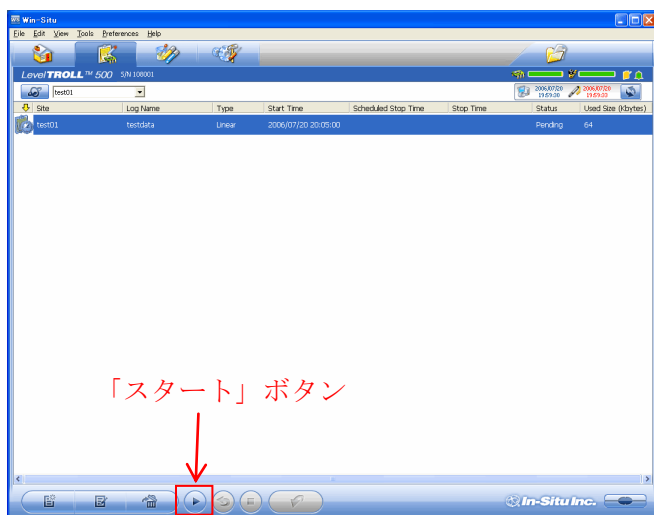 Win-Situ
File Edit View Tools Preferences Help
LevelTROLL™ 500 S/N 108001
test01
2006/07/20 19:59:30
2006/07/20 19:59:33
Site Log Name Type Start Time Scheduled Stop Time Stop Time Status Used Size (Kbytes)
test01 testdata Linear 2006/07/20 20:05:00 Pending 64
「スタート」ボタン
In-Situ Inc.